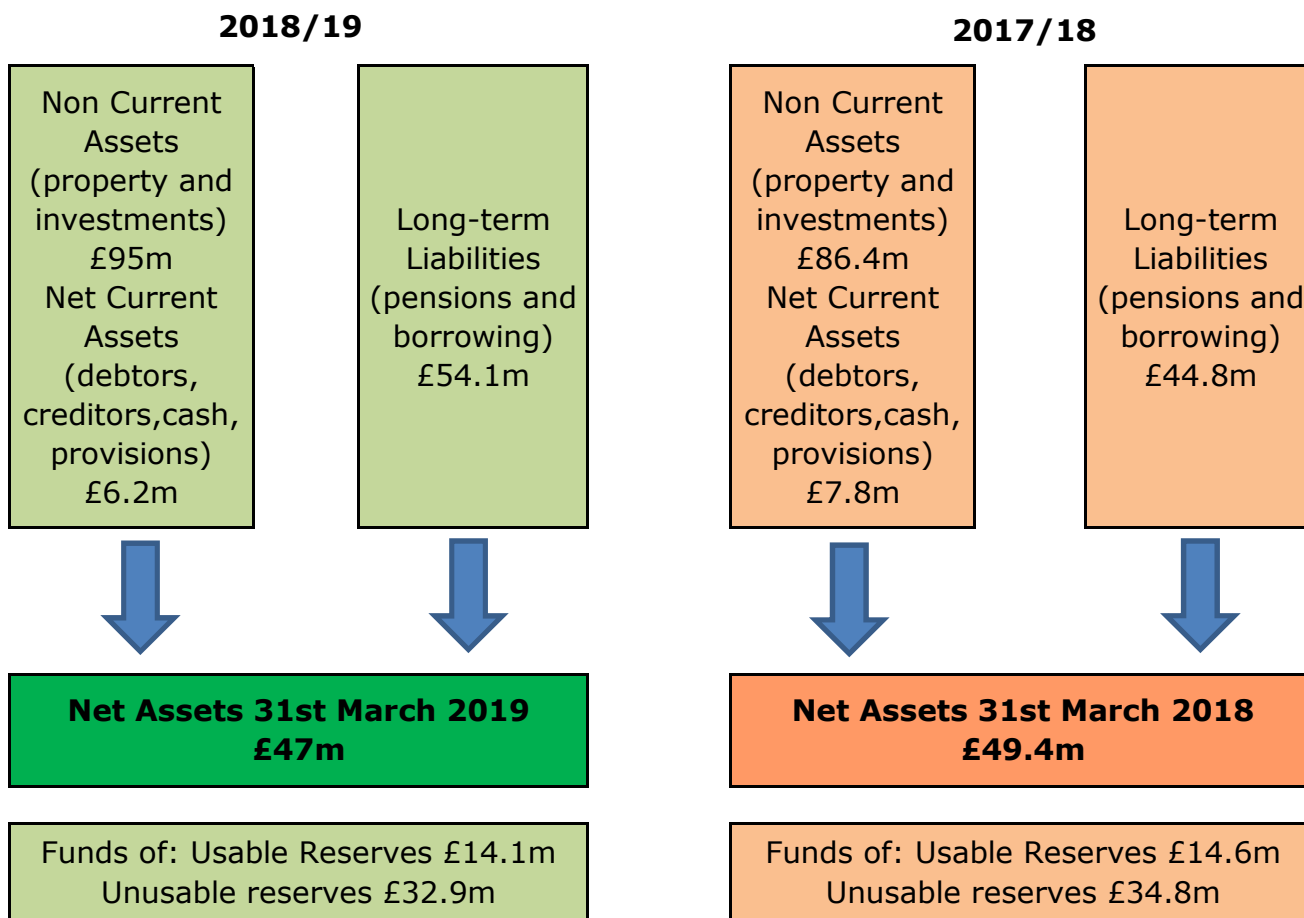 2018/19
Non Current
Assets
(property and
investments)
£95m
Net Current
Assets
(debtors,
creditors,cash,
provisions)
£6.2m
Long-term
Liabilities
(pensions and
borrowing)
£54.1m
Net Assets 31st March 2019
£47m
Funds of: Usable Reserves £14.1m
Unusable reserves £32.9m
2017/18
Non Current
Assets
(property and
investments)
£86.4m
Net Current
Assets
(debtors,
creditors,cash,
provisions)
£7.8m
Long-term
Liabilities
(pensions and
borrowing)
£44.8m
Net Assets 31st March 2018
£49.4m
Funds of: Usable Reserves £14.6m
Unusable reserves £34.8m